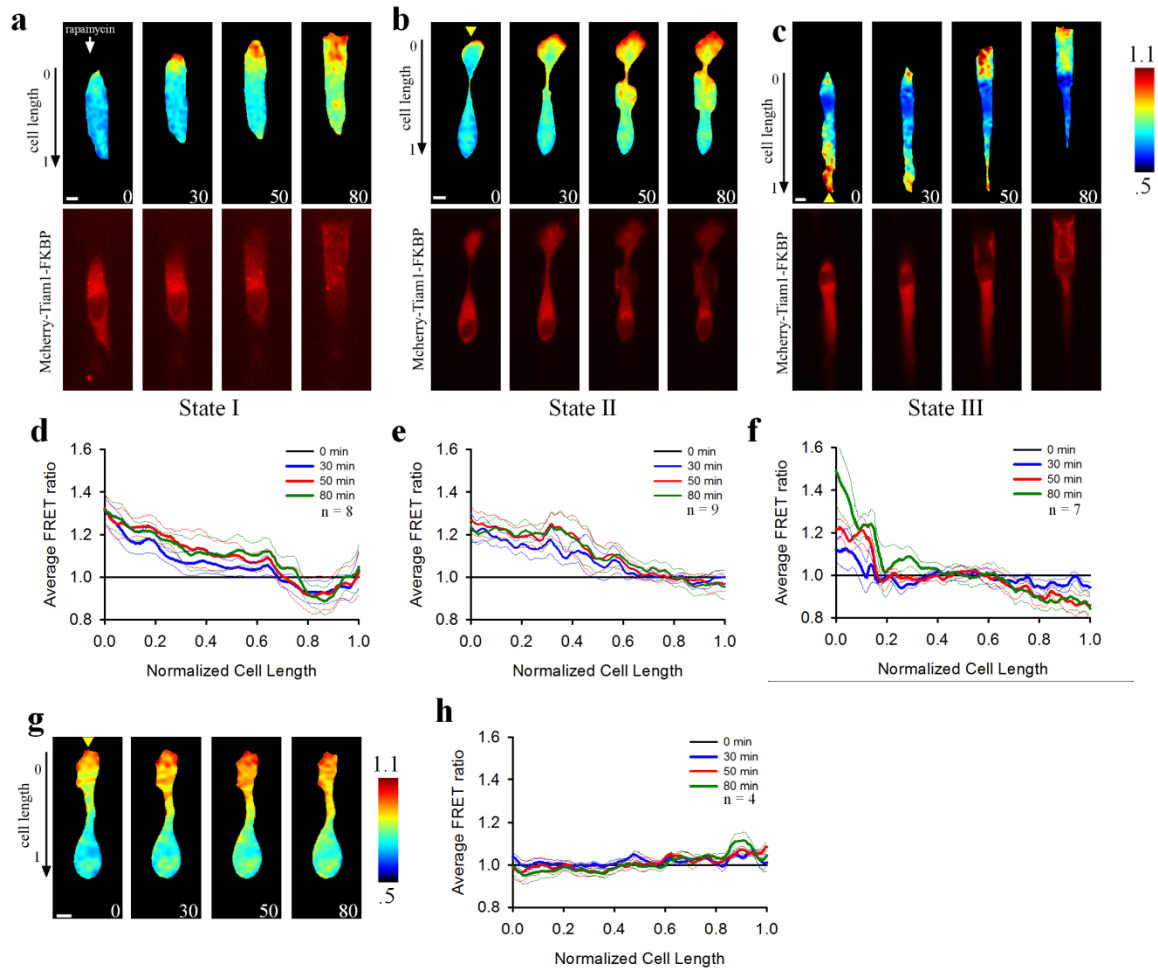 a
rapamycin
0
cell length
1
0
30
50
80
Mcherry-Tiam1-FKBP
State I
b
0
cell length
1
0
30
50
80
Mcherry-Tiam1-FKBP
State II
c
0
cell length
1
0
30
50
80
1.1
.5
Mcherry-Tiam1-FKBP
State III
d
Average FRET ratio
1.6
1.4
1.2
1.0
0.8
0.0 0.2 0.4 0.6 0.8 1.0
Normalized Cell Length
0 min
30 min
50 min
80 min
n = 8
e
Average FRET ratio
1.6
1.4
1.2
1.0
0.8
0.0 0.2 0.4 0.6 0.8 1.0
Normalized Cell Length
0 min
30 min
50 min
80 min
n = 9
f
Average FRET ratio
1.6
1.4
1.2
1.0
0.8
0.0 0.2 0.4 0.6 0.8 1.0
Normalized Cell Length
0 min
30 min
50 min
80 min
n = 7
g
0
cell length
1
0
30
50
80
1.1
.5
h
Average FRET ratio
1.6
1.4
1.2
1.0
0.8
0.0 0.2 0.4 0.6 0.8 1.0
Normalized Cell Length
0 min
30 min
50 min
80 min
n = 4